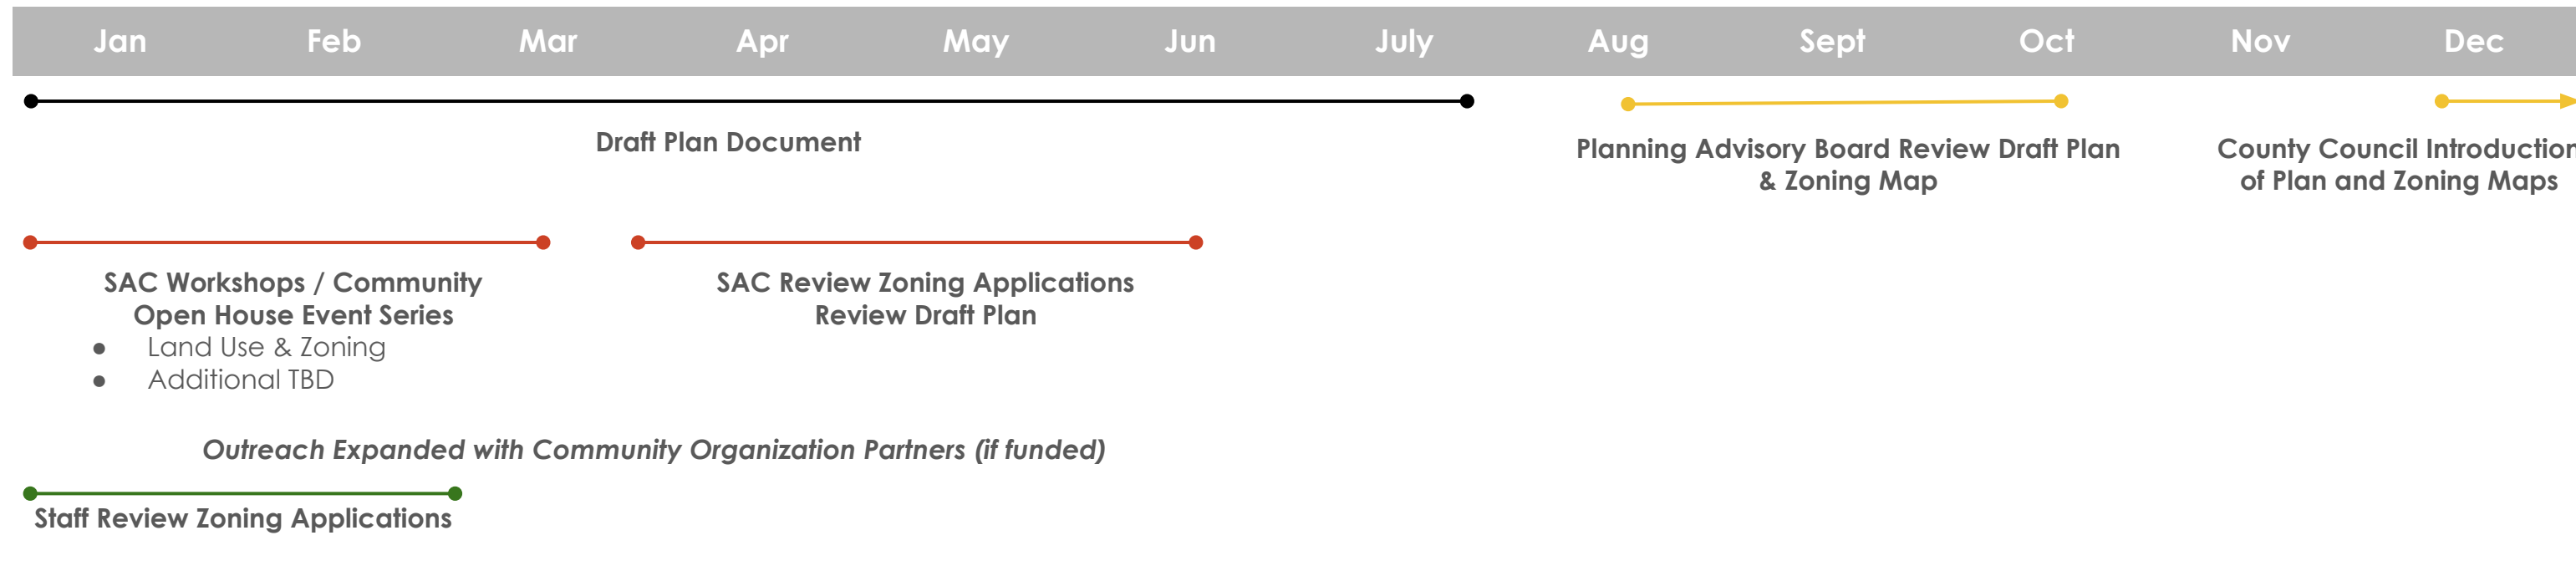 Jan Feb Mar Apr May Jun July Aug Sept Oct Nov Dec
Draft Plan Document
Planning Advisory Board Review Draft Plan
& Zoning Map
County Council Introduction
of Plan and Zoning Maps
SAC Workshops / Community
Open House Event Series
● Land Use & Zoning
● Additional TBD
SAC Review Zoning Applications
Review Draft Plan
Outreach Expanded with Community Organization Partners (if funded)
Staff Review Zoning Applications